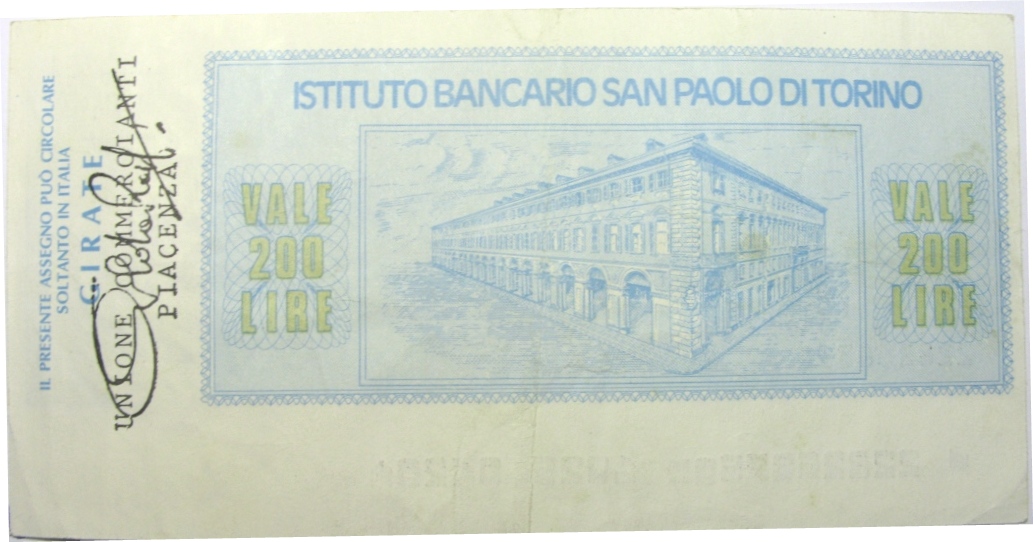 IL PRESENTE ASSEGNO PUÒ CIRCOLARE
SOLTANTO IN ITALIA
GIRATE
UNIONE COMMERCIANTI
PIACENZA.
ISTITUTO BANCARIO SAN PAOLO DI TORINO
VALE
200
LIRE
VALE
200
LIRE